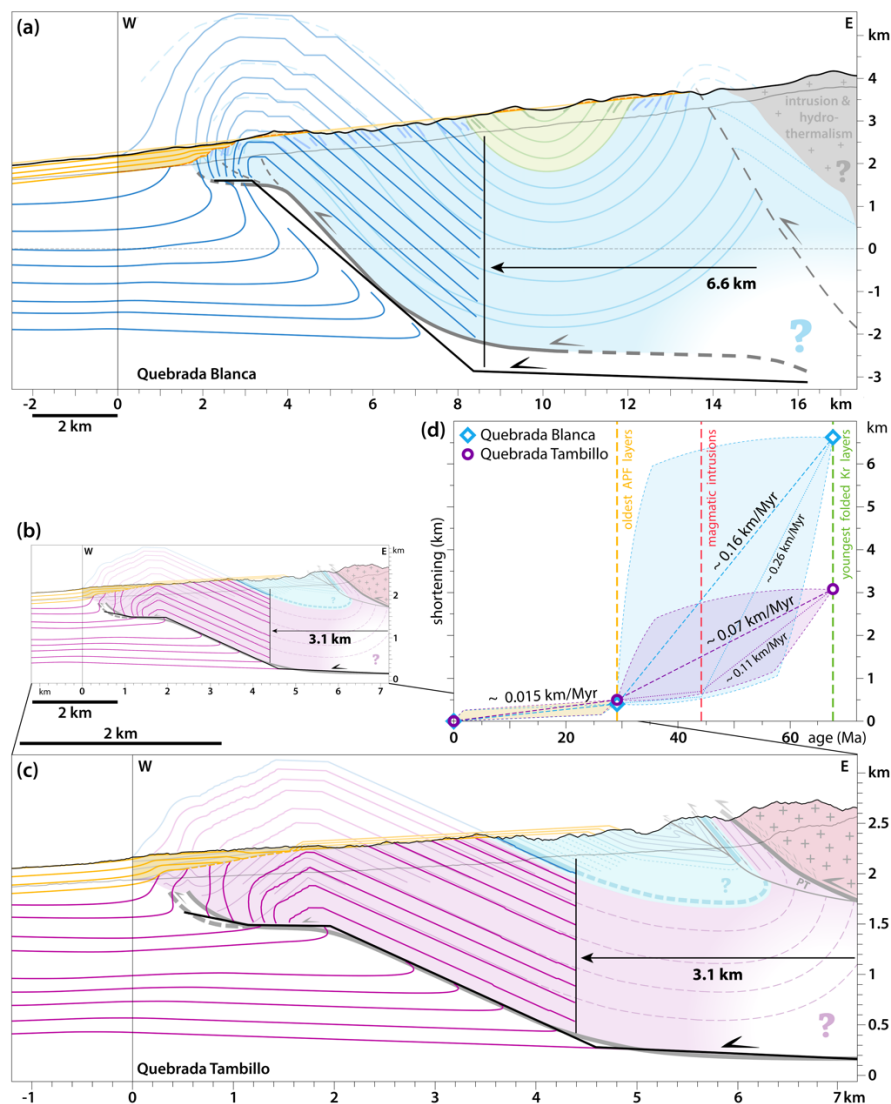 (a)
W
E
km
4
3
2
1
0
-1
-2
-3
intrusion &
hydro-
thermalism
?
6.6 km
?
Quebrada Blanca
-2
0
2
4
6
8
10
12
14
km
16
2 km
(d)
km
Quebrada Blanca
Quebrada Tambillo
oldest APF layers
magmatic intrusions
youngest folded Kr layers
shortening (km)
6
5
4
3
2
1
0
~ 0.16 km/Myr
~ 0.26 km/Myr
~ 0.07 km/Myr
~ 0.11 km/Myr
~ 0.015 km/Myr
0
20
40
age (Ma)
60
(b)
W
E
km
2
1
0
?
3.1 km
?
km
0
1
2
3
4
5
6
7
2 km
2 km
(c)
W
E
km
2.5
2
1.5
1
0.5
0
?
PT
3.1 km
?
Quebrada Tambillo
-1
0
1
2
3
4
5
6
7 km